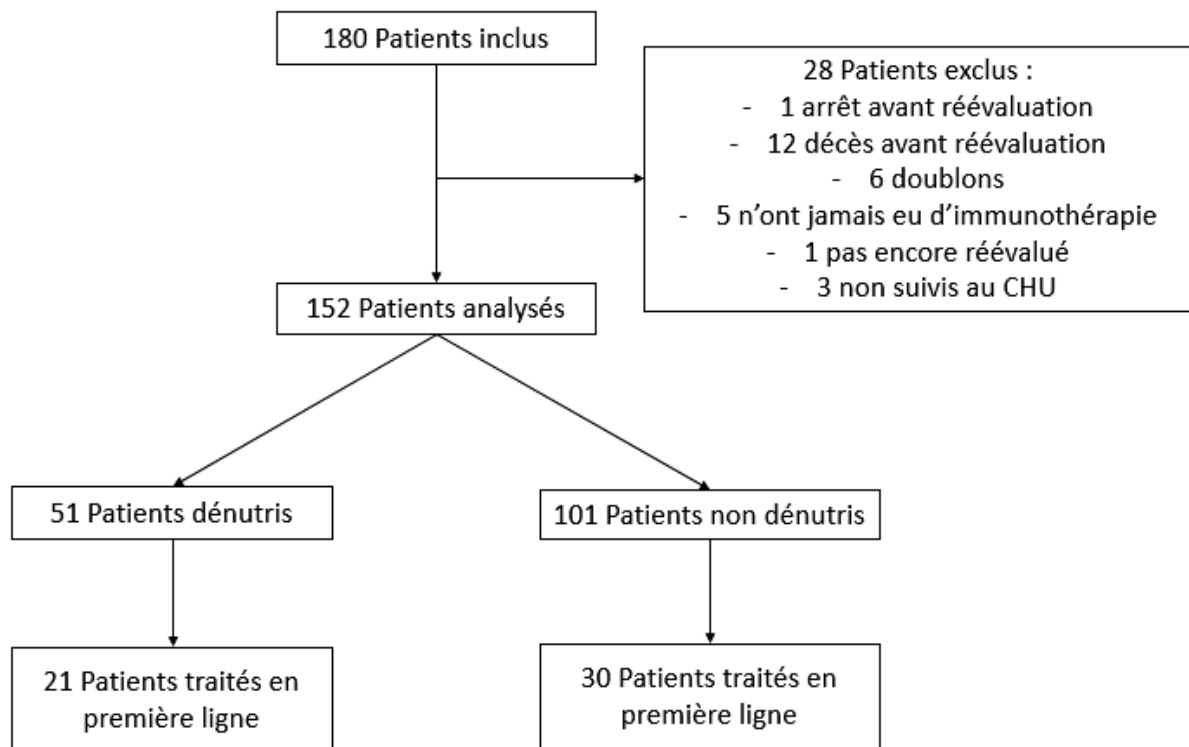 180 Patients inclus
28 Patients exclus :
- 1 arrêt avant réévaluation
- 12 décès avant réévaluation
- 6 doublons
- 5 n’ont jamais eu d’immunothérapie
- 1 pas encore réévalué
- 3 non suivis au CHU
152 Patients analysés
51 Patients dénutris
101 Patients non dénutris
21 Patients traités en
première ligne
30 Patients traités en
première ligne